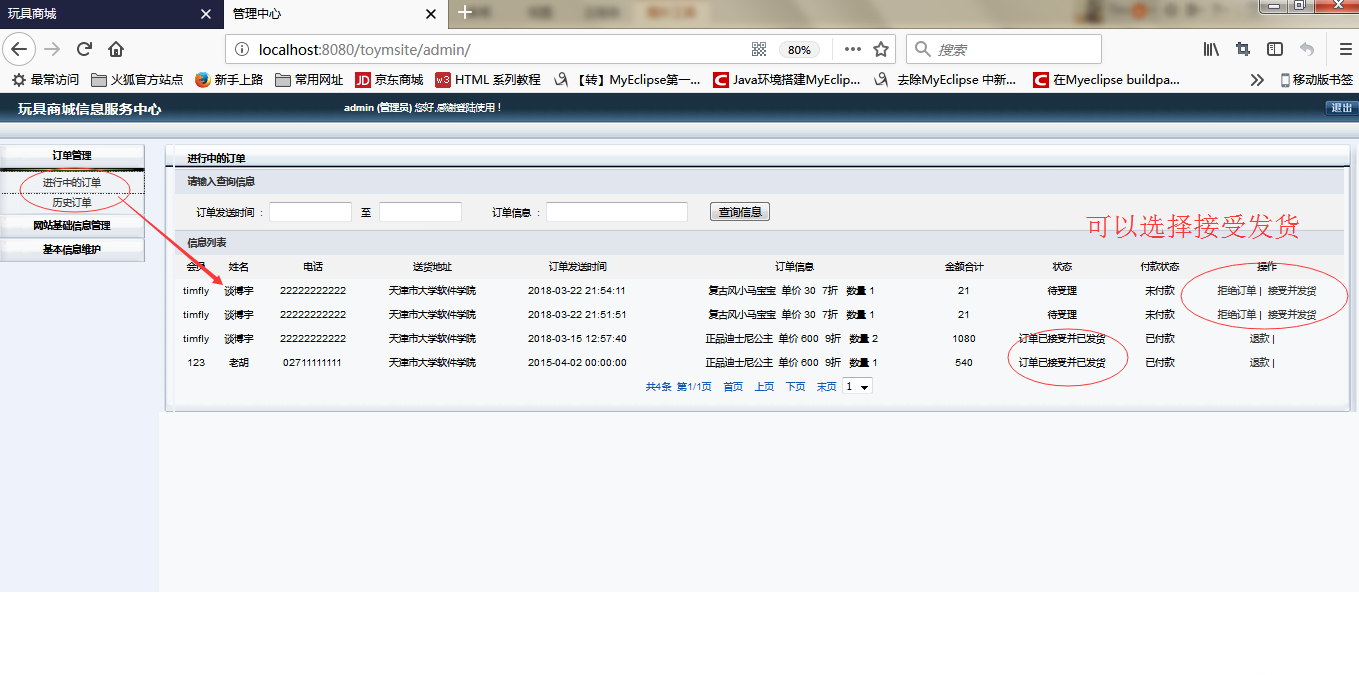 玩具商城
管理中心
localhost:8080/toymsite/admin/
80%
搜索
最常访问 火狐官方站点 新手上路 常用网址 京东商城 HTML 系列教程 【转】MyEclipse第一... Java环境搭建MyEclip... 去除MyEclipse 中新... 在Myeclipse buildpa... 移动版书签
玩具商城信息服务中心 admin (管理员) 您好,感谢登陆使用！ 退出
订单管理
进行中的订单
历史订单
网站基础信息管理
基本信息维护
进行中的订单
请输入查询信息
订单发送时间： 至 订单信息： 查询信息
可以选择接受发货
信息列表
会员 姓名 电话 送货地址 订单发送时间 订单信息 金额合计 状态 付款状态 操作
timfly 谈博宇 22222222222 天津市大学软件学院 2018-03-22 21:54:11 复古风小马宝宝 单价 30 7折 数量 1 21 待受理 未付款 拒绝订单 | 接受并发货
timfly 谈博宇 22222222222 天津市大学软件学院 2018-03-22 21:51:51 复古风小马宝宝 单价 30 7折 数量 1 21 待受理 未付款 拒绝订单 | 接受并发货
timfly 谈博宇 22222222222 天津市大学软件学院 2018-03-15 12:57:40 正品迪士尼公主 单价 600 9折 数量 2 1080 订单已接受并已发货 已付款 退款 |
123 老胡 02711111111 天津市大学软件学院 2015-04-02 00:00:00 正品迪士尼公主 单价 600 9折 数量 1 540 订单已接受并已发货 已付款 退款 |
共4条 第1/1页 首页 上页 下页 末页 1